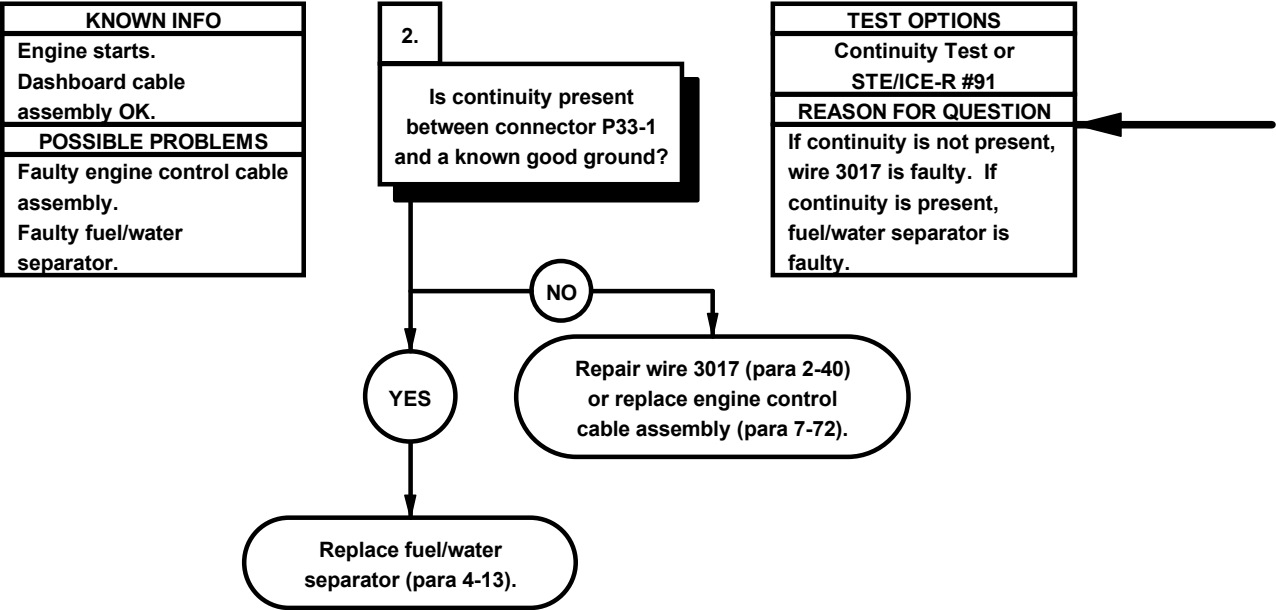 KNOWN INFO
Engine starts.
Dashboard cable
assembly OK.
POSSIBLE PROBLEMS
Faulty engine control cable
assembly.
Faulty fuel/water
separator.
2.
Is continuity present
between connector P33-1
and a known good ground?
TEST OPTIONS
Continuity Test or
STE/ICE-R #91
REASON FOR QUESTION
If continuity is not present,
wire 3017 is faulty. If
continuity is present,
fuel/water separator is
faulty.
NO
YES
Repair wire 3017 (para 2-40)
or replace engine control
cable assembly (para 7-72).
Replace fuel/water
separator (para 4-13).